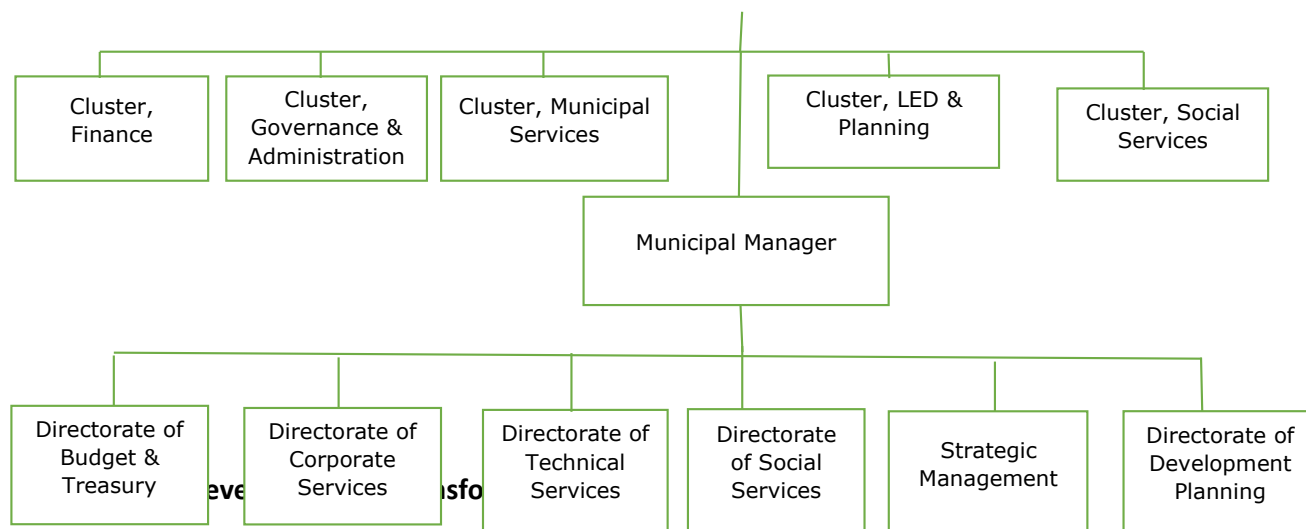 Cluster,
Finance
Cluster,
Governance &
Administration
Cluster, Municipal
Services
Cluster, LED &
Planning
Cluster, Social
Services
Municipal Manager
Directorate of
Budget &
Treasury
Directorate of
Corporate
Services
Directorate of
Technical
Services
Directorate
of Social
Services
Strategic
Management
Directorate of
Development
Planning